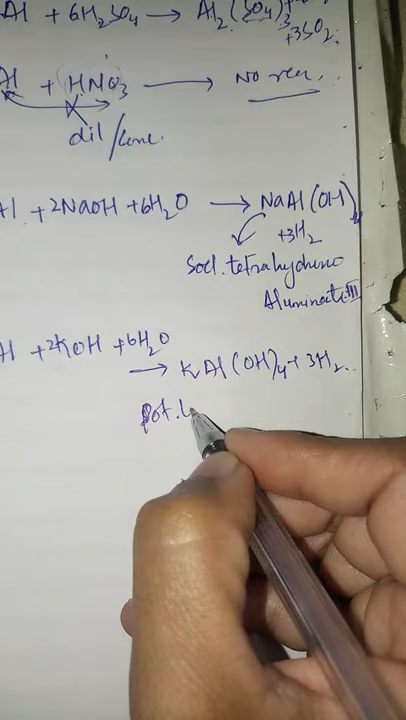 Al + 6H₂SO₄ → Al₂(SO₄)₃
+3SO₂
Al + HNO₃ → No reac.
dil/conc.
Al + 2NaOH + 6H₂O → NaAl(OH)₄
+3H₂
Sod. tetrahydroxo
Aluminate III
Al + 2KOH + 6H₂O
→ KAl(OH)₄ + 3H₂
Pot.